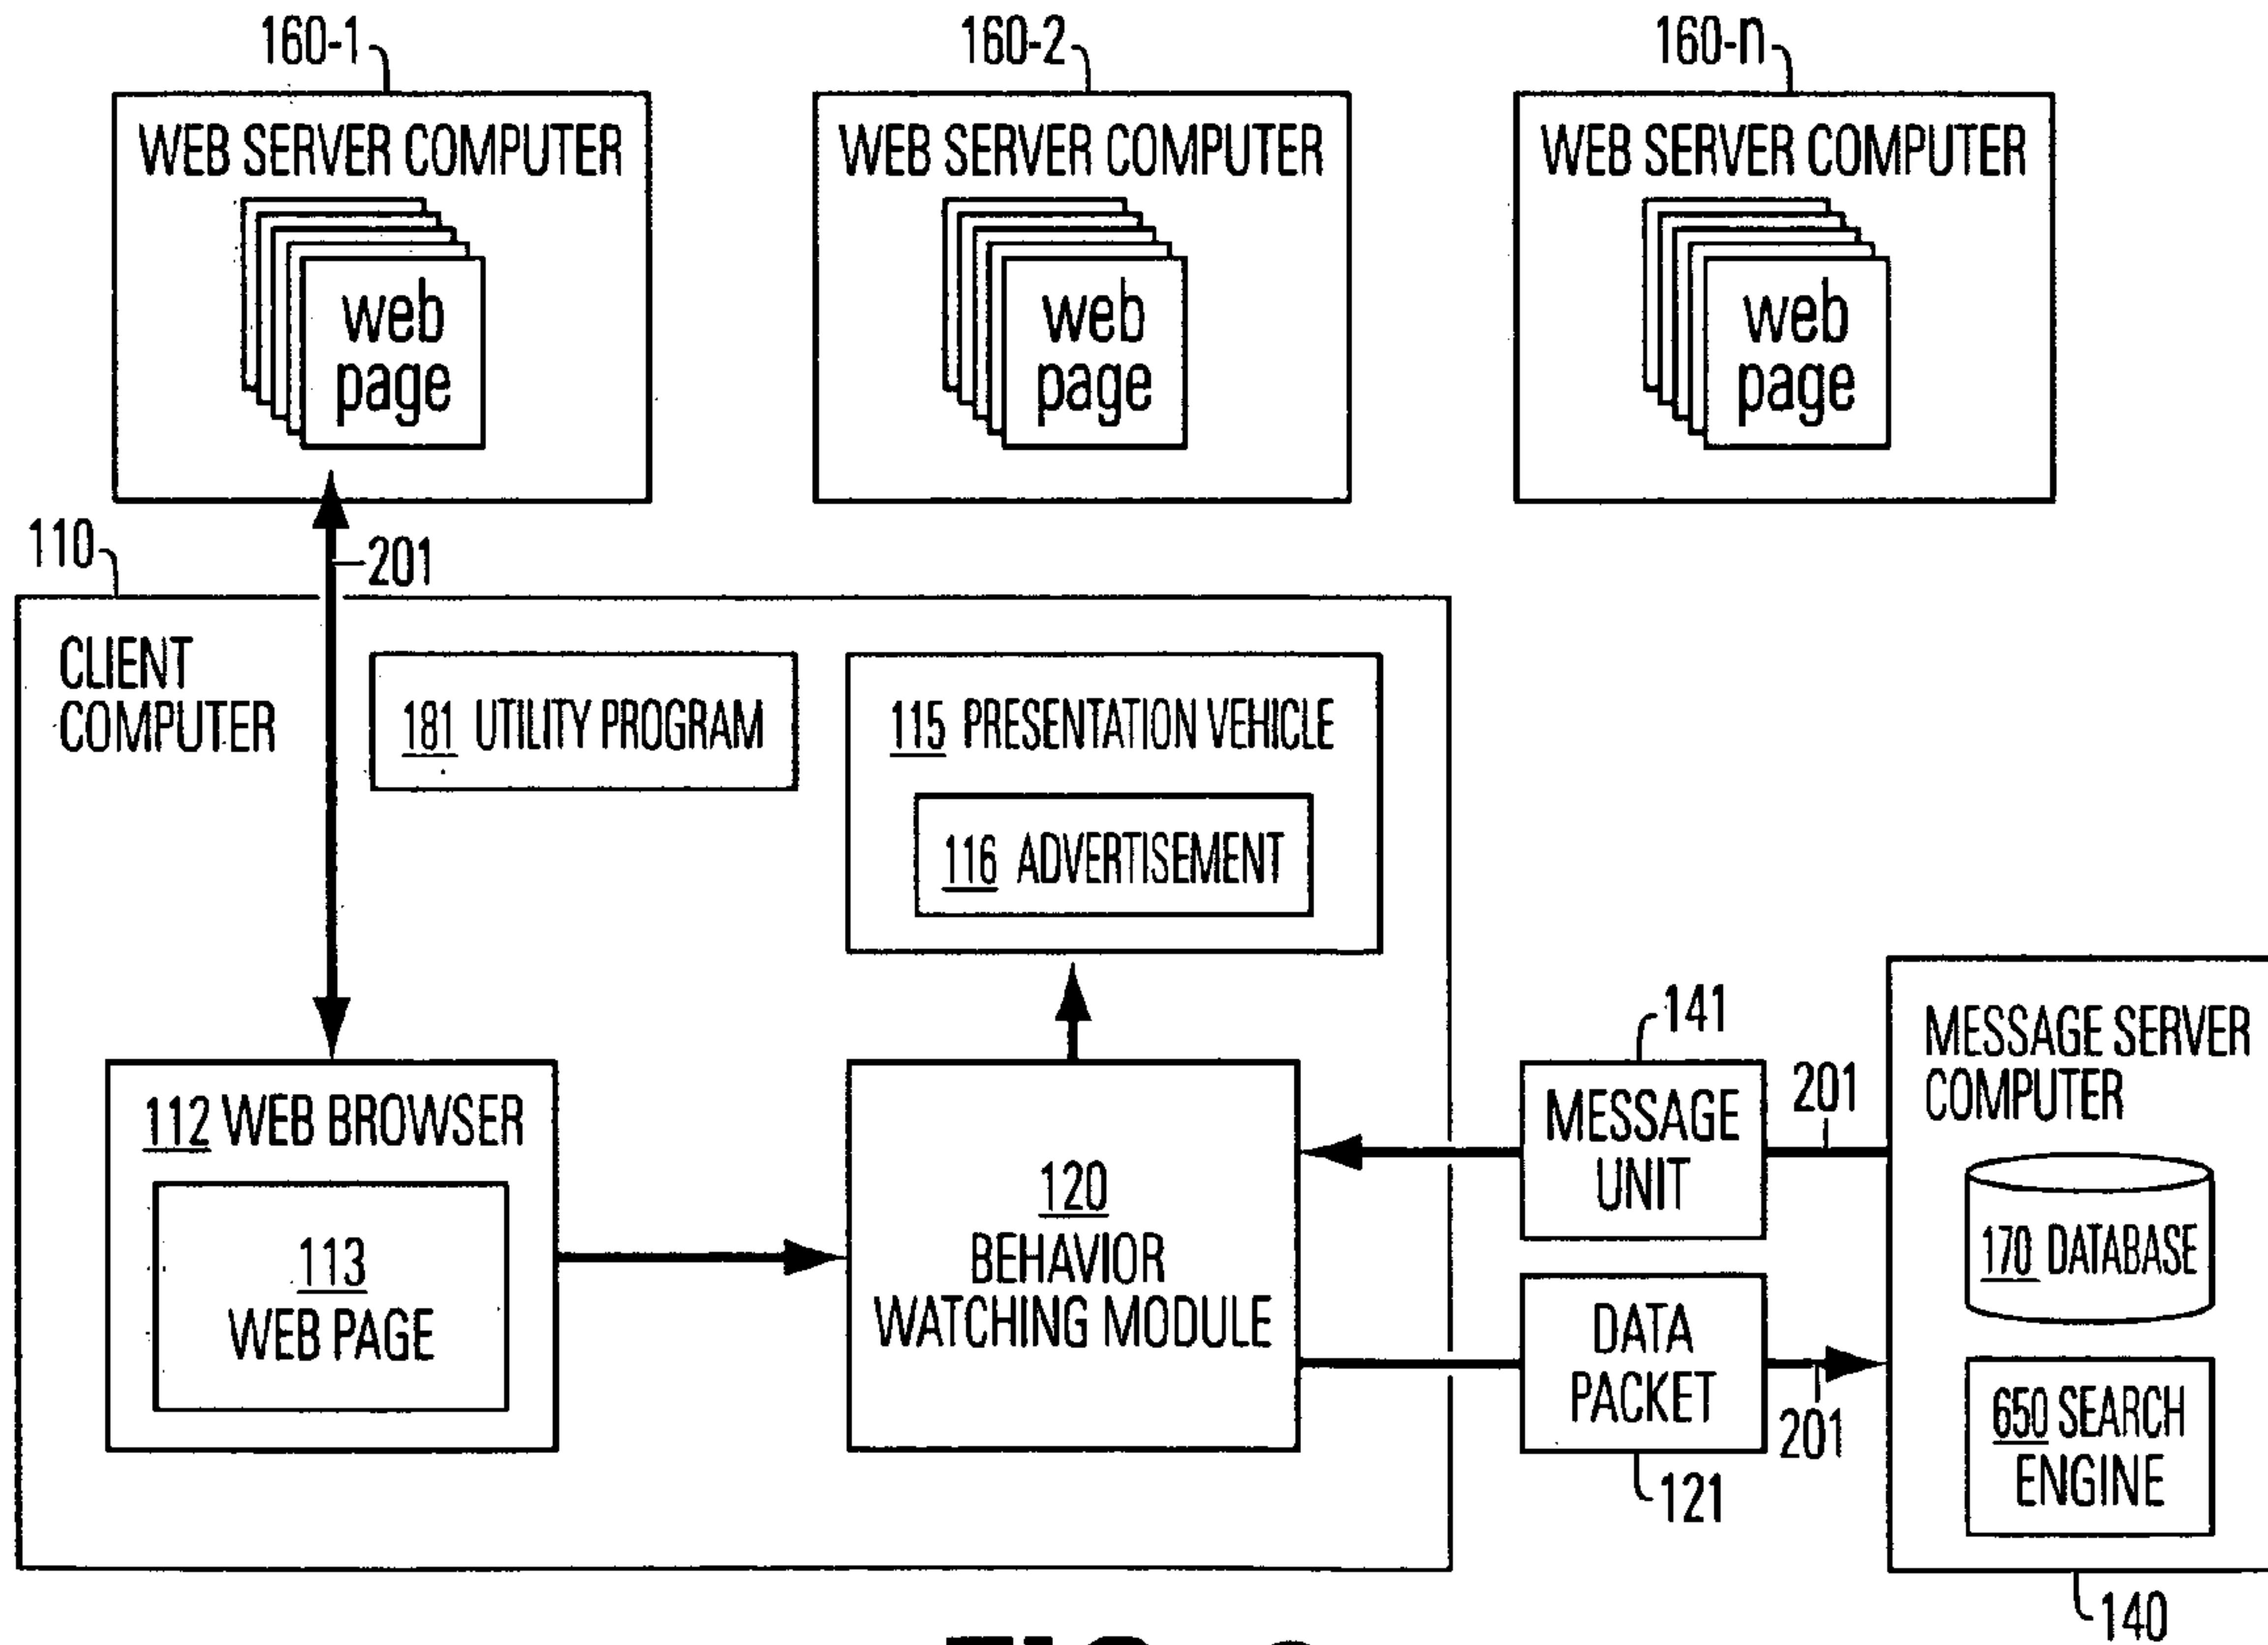 160-1
160-2
160-n
WEB SERVER COMPUTER
WEB SERVER COMPUTER
WEB SERVER COMPUTER
web
page
web
page
web
page
110
201
CLIENT
COMPUTER
181 UTILITY PROGRAM
115 PRESENTATION VEHICLE
116 ADVERTISEMENT
112 WEB BROWSER
113
WEB PAGE
120
BEHAVIOR
WATCHING MODULE
141
MESSAGE
UNIT
201
DATA
PACKET
121
201
MESSAGE SERVER
COMPUTER
170 DATABASE
650 SEARCH
ENGINE
140